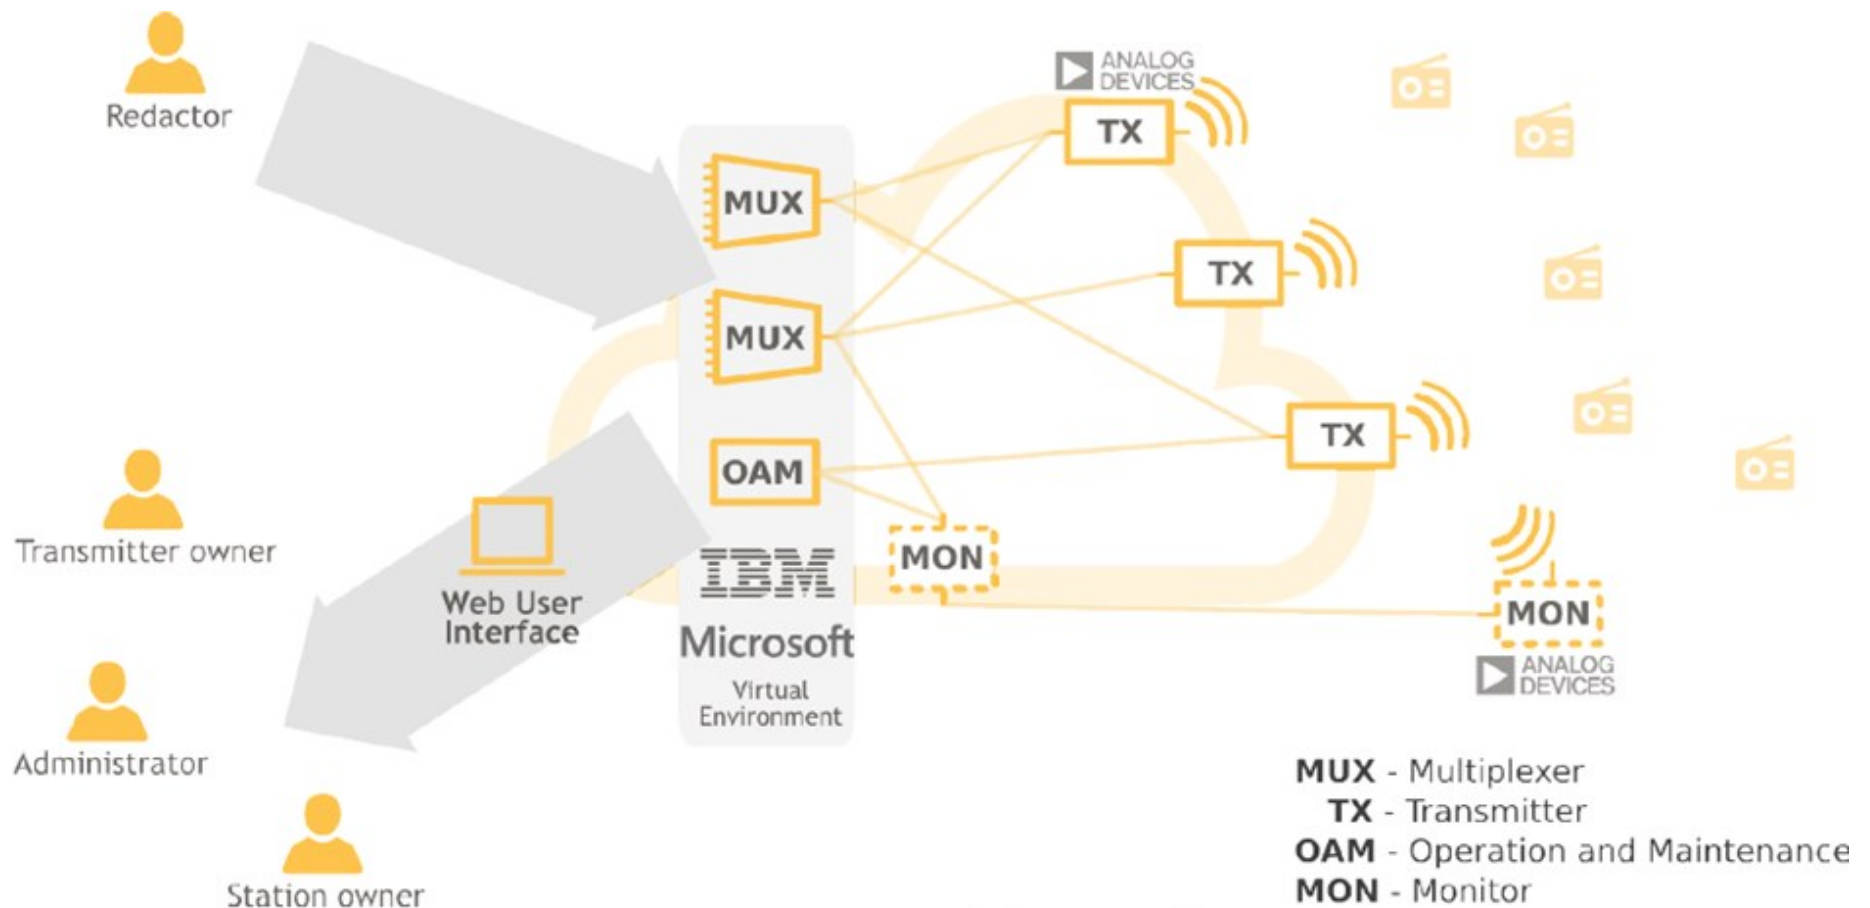 Redactor
ANALOG
DEVICES
TX
MUX
TX
MUX
TX
OAM
Transmitter owner
MON
IBM
Web User
Interface
MON
Microsoft
ANALOG
DEVICES
Virtual
Environment
Administrator
Station owner
MUX - Multiplexer
TX - Transmitter
OAM - Operation and Maintenance
MON - Monitor